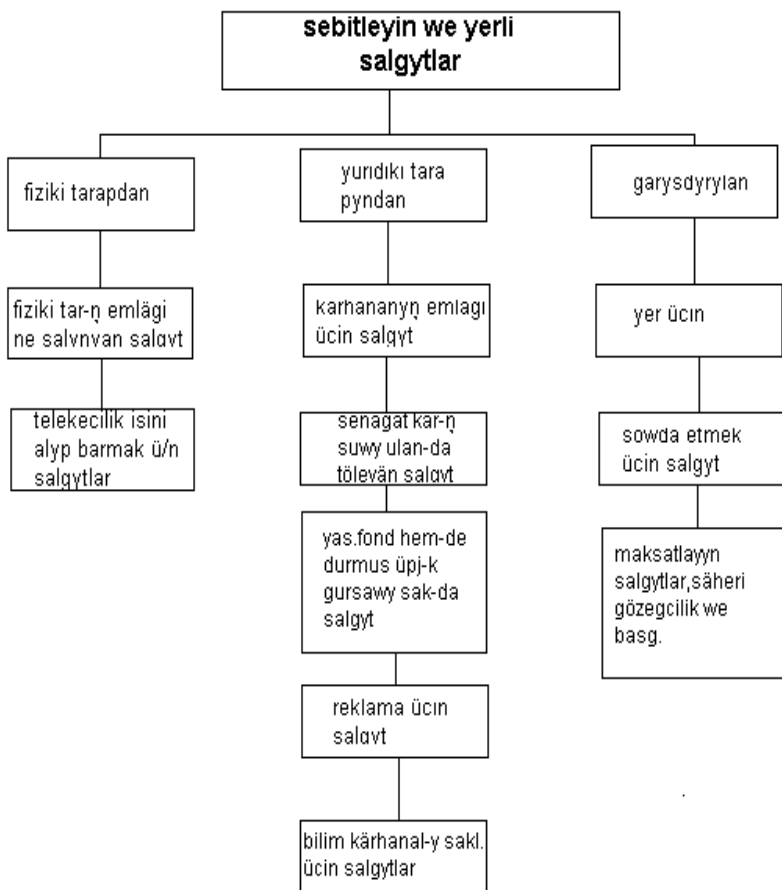 sebitleyin we yerli
salgytlar
fiziki tarapdan
fiziki tar-ņ emlägi
ne salynyan salgyt
telekecilik isini
alyp barmak ü/n
salgytlar
yuridiki tara
pyndan
karhananyņ emlagi
ücin salgyt
senagat kar-ņ
suwy ulan-da
töleyän salgyt
yas.fond hem-de
durmus üpj-k
gursawy sak-da
salgyt
reklama ücin
salgyt
bilim kärhanal-y sakl.
ücin salgytlar
garysdyrylan
yer ücin
sowda etmek
ücin salgyt
maksatlayyn
salgytlar,säheri
gözegcilik we
basg.